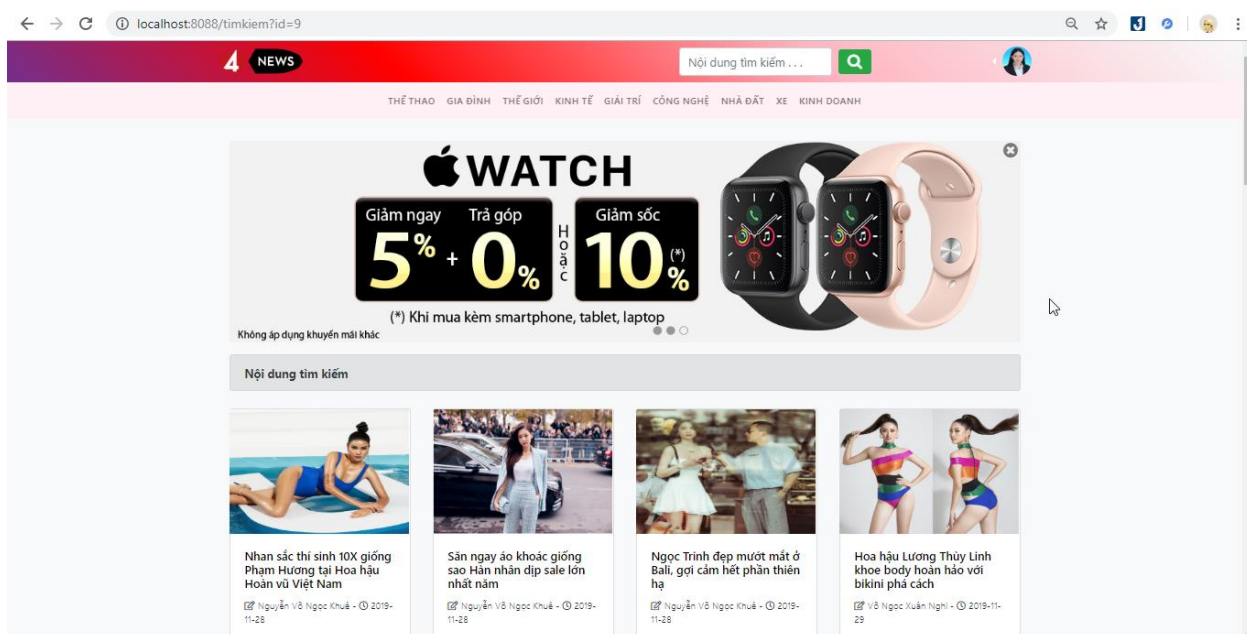 localhost:8088/timkiem?id=9
4 NEWS
Nội dung tìm kiếm . . .
THỂ THAO GIA ĐÌNH THẾ GIỚI KINH TẾ GIẢI TRÍ CÔNG NGHỆ NHÀ ĐẤT XE KINH DOANH
WATCH
Giảm ngay Trả góp Giảm sốc
5% + 0% Hoặc 10%(*)
(*) Khi mua kèm smartphone, tablet, laptop
Không áp dụng khuyến mãi khác
Nội dung tìm kiếm
Nhan sắc thí sinh 10X giống
Phạm Hương tại Hoa hậu
Hoàn vũ Việt Nam
Nguyễn Võ Ngọc Khuê - 2019-
11-28
Săn ngay áo khoác giống
sao Hàn nhân dịp sale lớn
nhất năm
Nguyễn Võ Ngọc Khuê - 2019-
11-28
Ngọc Trinh đẹp mướt mắt ở
Bali, gợi cảm hết phần thiên
hạ
Nguyễn Võ Ngọc Khuê - 2019-
11-28
Hoa hậu Lương Thùy Linh
khoe body hoàn hảo với
bikini phá cách
Võ Ngọc Xuân Nghi - 2019-11-
29